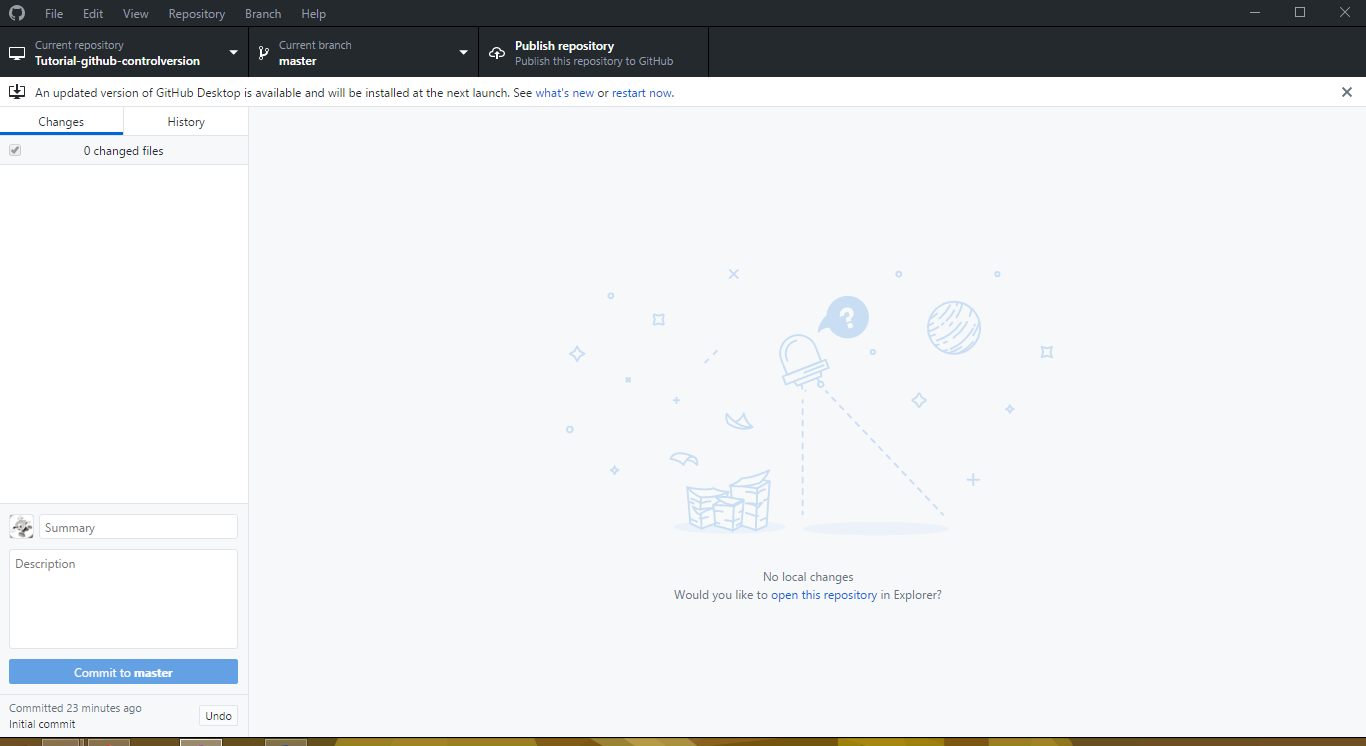 File Edit View Repository Branch Help
Current repository
Tutorial-github-controlversion
Current branch
master
Publish repository
Publish this repository to GitHub
An updated version of GitHub Desktop is available and will be installed at the next launch. See what's new or restart now.
Changes
History
0 changed files
?
No local changes
Would you like to open this repository in Explorer?
Summary
Description
Commit to master
Committed 23 minutes ago
Initial commit
Undo